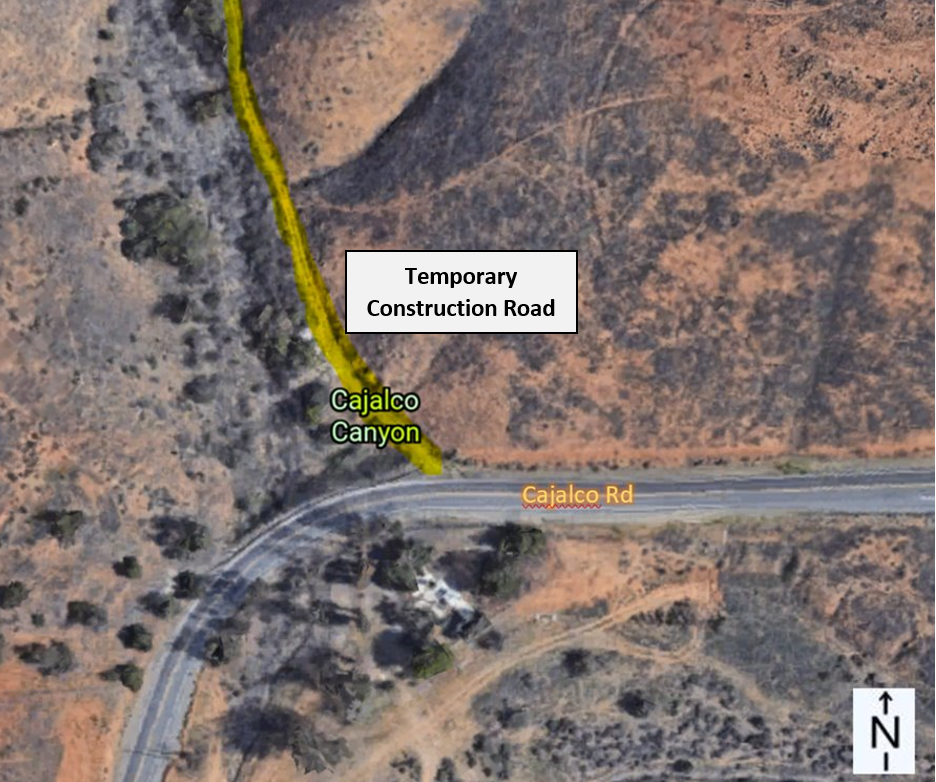 Temporary
Construction Road
Cajalco
Canyon
Cajalco Rd
N